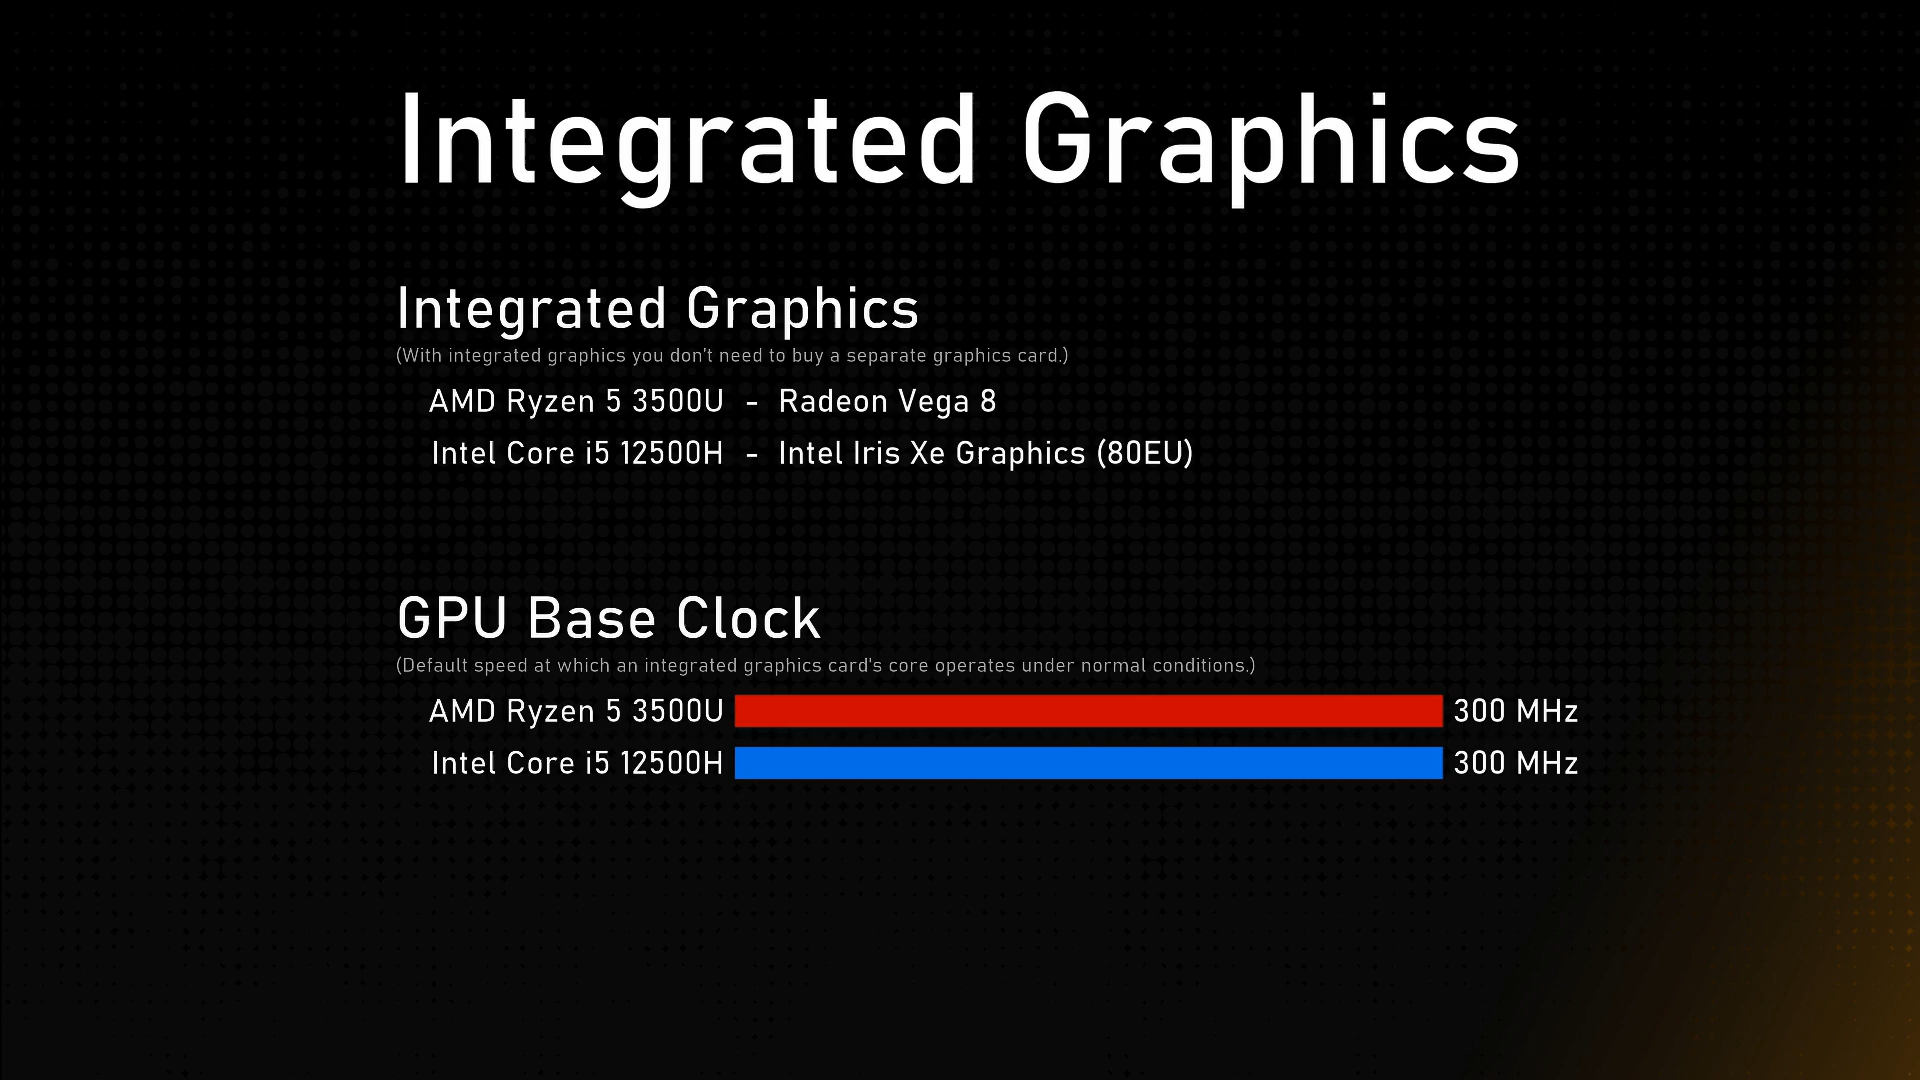 Integrated Graphics
Integrated Graphics
(With integrated graphics you don't need to buy a separate graphics card.)
AMD Ryzen 5 3500U - Radeon Vega 8
Intel Core i5 12500H - Intel Iris Xe Graphics (80EU)
GPU Base Clock
(Default speed at which an integrated graphics card's core operates under normal conditions.)
AMD Ryzen 5 3500U 300 MHz
Intel Core i5 12500H 300 MHz